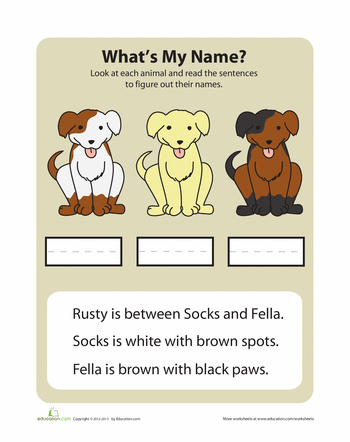 What's My Name?
Look at each animal and read the sentences
to figure out their names.
Rusty is between Socks and Fella.
Socks is white with brown spots.
Fella is brown with black paws.
education.com Copyright © 2012-2013 by Education.com More worksheets at www.education.com/worksheets